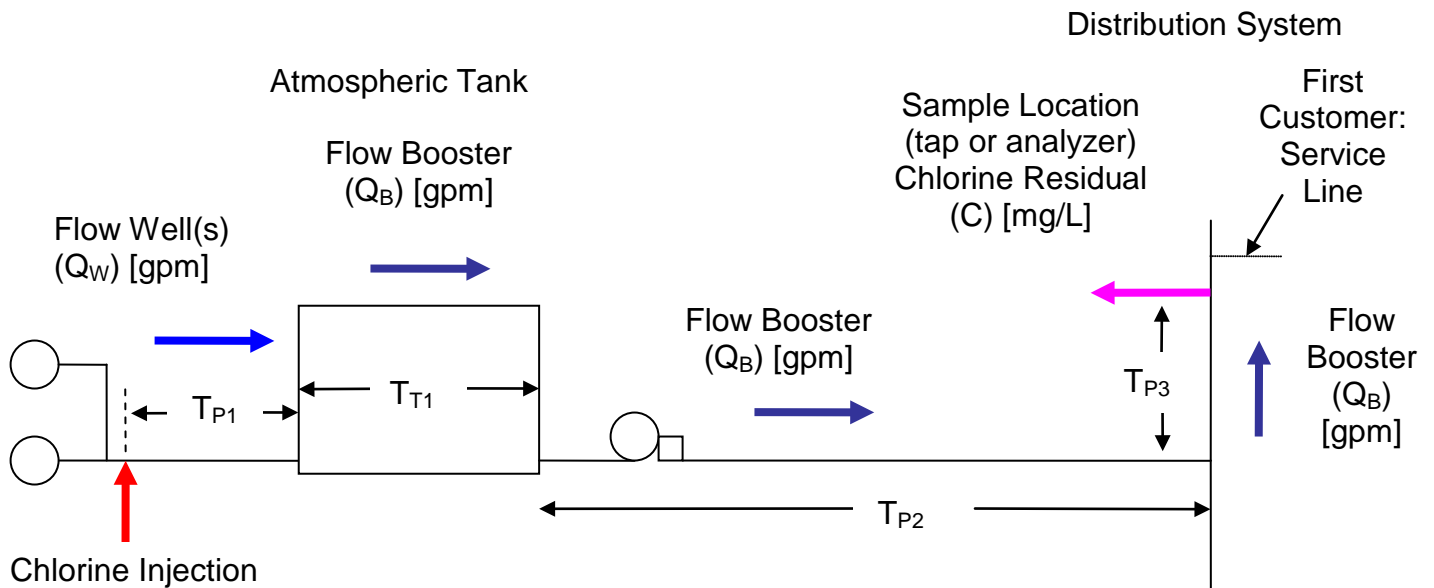 Distribution System
Atmospheric Tank
Flow Booster
(QB) [gpm]
Sample Location
(tap or analyzer)
Chlorine Residual
(C) [mg/L]
First
Customer:
Service
Line
Flow Well(s)
(QW) [gpm]
Flow Booster
(QB) [gpm]
Flow
Booster
(QB)
[gpm]
TP1
TT1
TP3
TP2
Chlorine Injection